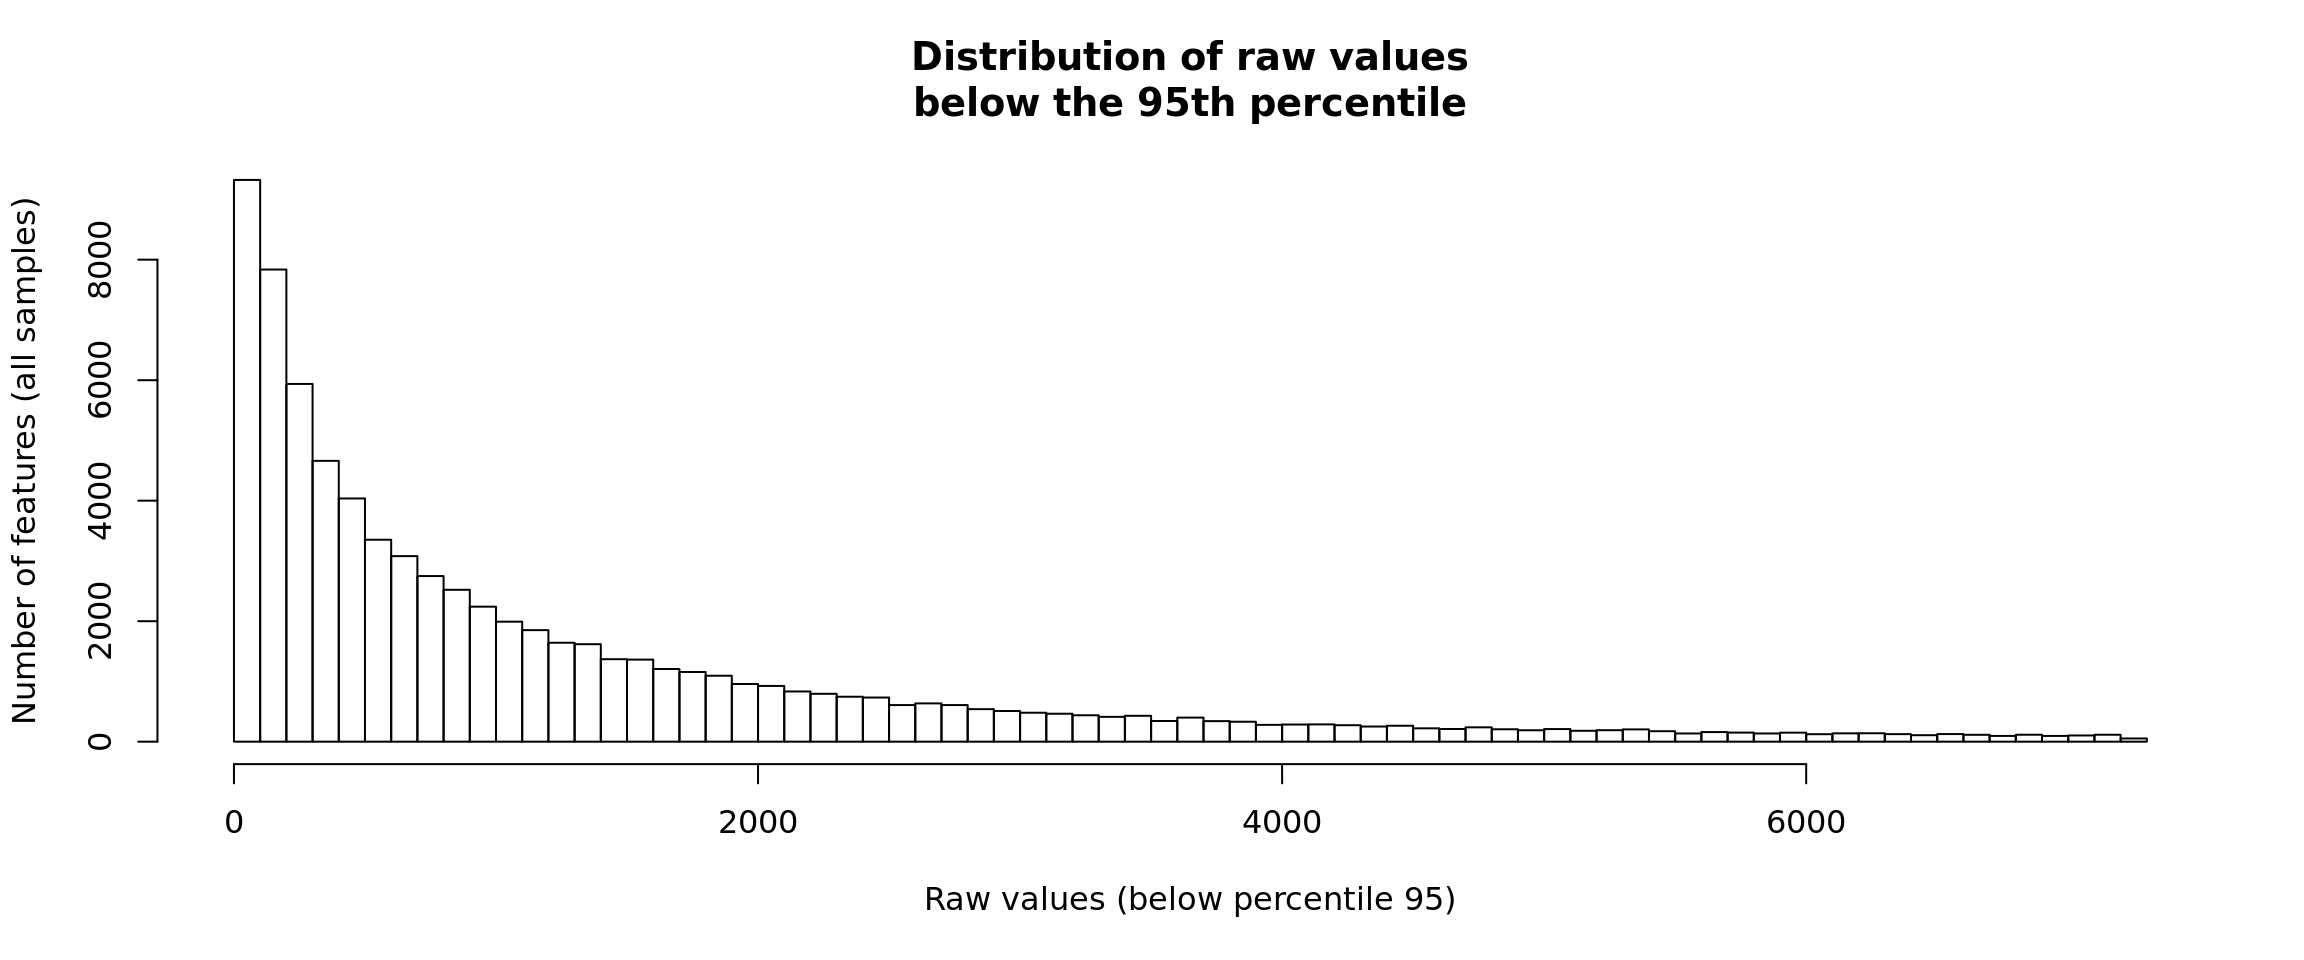 Distribution of raw values
below the 95th percentile
Number of features (all samples)
8000
6000
4000
2000
0
0 2000 4000 6000
Raw values (below percentile 95)